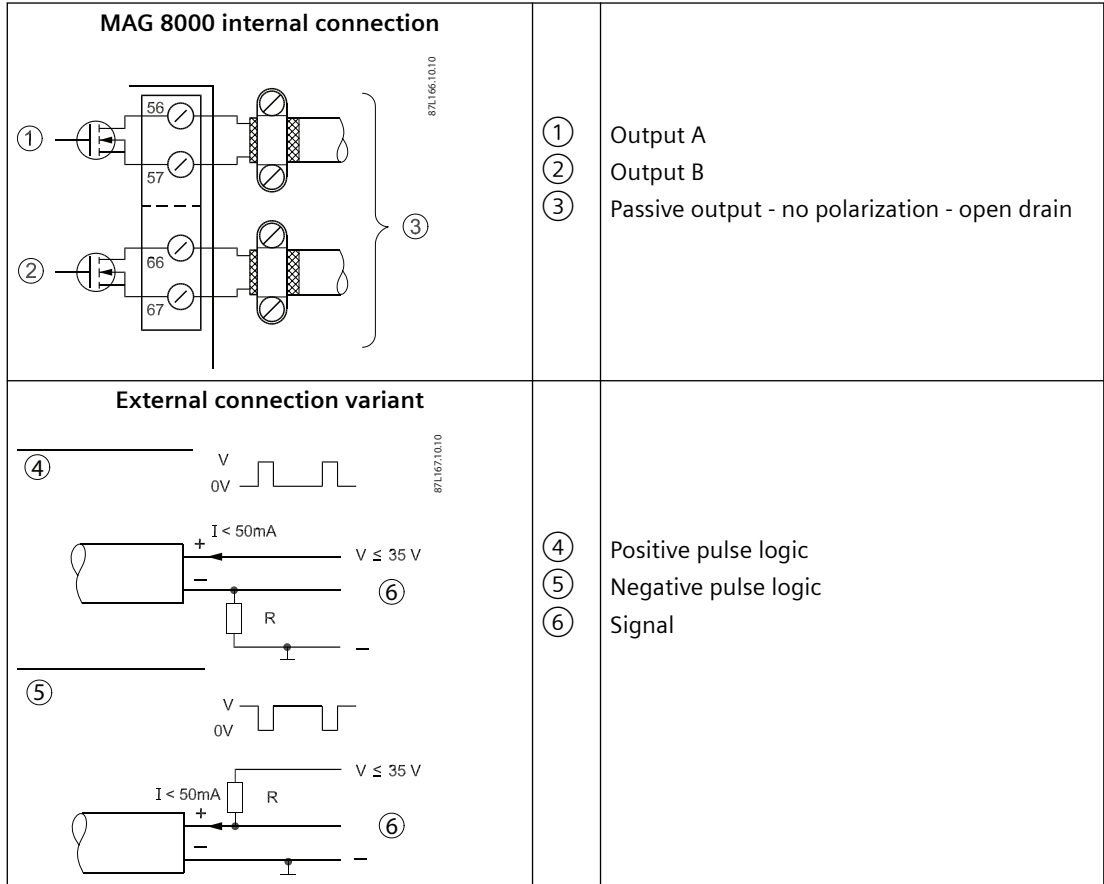 MAG 8000 internal connection
87L166.10.10
56
① 
57
③
66
②
67
① Output A
② Output B
③ Passive output - no polarization - open drain
External connection variant
87L167.10.10
④
V
0V
I < 50mA
+
V ≤ 35 V
−
⑥
R
−
⑤
V
0V
V ≤ 35 V
I < 50mA
R
+
⑥
−
−
④ Positive pulse logic
⑤ Negative pulse logic
⑥ Signal